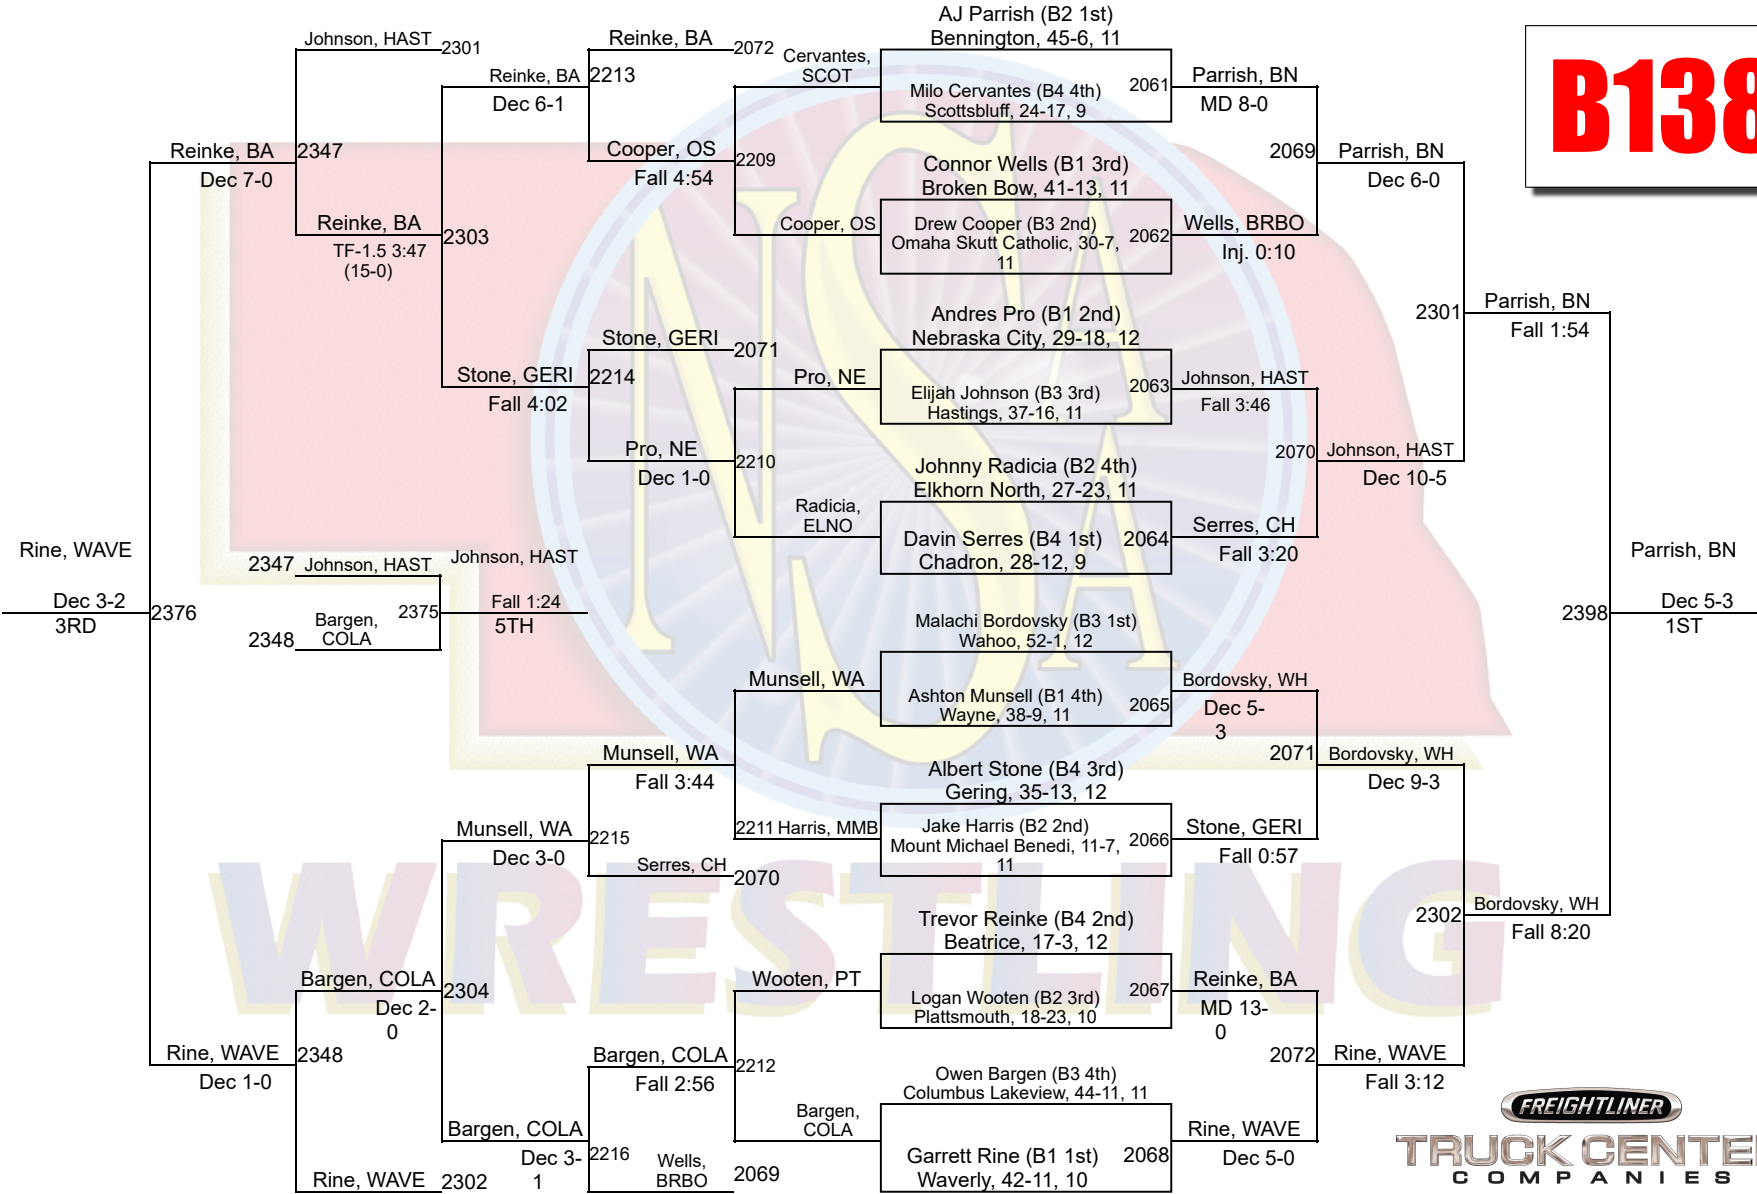 B138
AJ Parrish (B2 1st)
Bennington, 45-6, 11
Milo Cervantes (B4 4th)
Scottsbluff, 24-17, 9
2061
Connor Wells (B1 3rd)
Broken Bow, 41-13, 11
Drew Cooper (B3 2nd)
Omaha Skutt Catholic, 30-7,
11
2062
Andres Pro (B1 2nd)
Nebraska City, 29-18, 12
Elijah Johnson (B3 3rd)
Hastings, 37-16, 11
2063
Johnny Radicia (B2 4th)
Elkhorn North, 27-23, 11
Davin Serres (B4 1st)
Chadron, 28-12, 9
2064
Malachi Bordovsky (B3 1st)
Wahoo, 52-1, 12
Ashton Munsell (B1 4th)
Wayne, 38-9, 11
2065
Albert Stone (B4 3rd)
Gering, 35-13, 12
Jake Harris (B2 2nd)
Mount Michael Benedi, 11-7,
11
2066
Trevor Reinke (B4 2nd)
Beatrice, 17-3, 12
Logan Wooten (B2 3rd)
Plattsmouth, 18-23, 10
2067
Owen Bargen (B3 4th)
Columbus Lakeview, 44-11, 11
Garrett Rine (B1 1st)
Waverly, 42-11, 10
2068
Parrish, BN
MD 8-0
2069
Wells, BRBO
Inj. 0:10
Johnson, HAST
Fall 3:46
2070
Serres, CH
Fall 3:20
Bordovsky, WH
Dec 5-
3
2071
Stone, GERI
Fall 0:57
Reinke, BA
MD 13-
0
2072
Rine, WAVE
Dec 5-0
Parrish, BN
Dec 6-0
2301
Johnson, HAST
Dec 10-5
Bordovsky, WH
Dec 9-3
2302
Rine, WAVE
Fall 3:12
Parrish, BN
Fall 1:54
2398
Bordovsky, WH
Fall 8:20
Parrish, BN
Dec 5-3
1ST
Cervantes,
SCOT
2209
Cooper, OS
Pro, NE
2210
Radicia,
ELNO
Munsell, WA
2211
Harris, MMB
Wooten, PT
2212
Bargen,
COLA
Reinke, BA
2072
2213
Cooper, OS
Fall 4:54
Stone, GERI
2071
2214
Pro, NE
Dec 1-0
Munsell, WA
Fall 3:44
2215
Serres, CH
2070
Bargen, COLA
Fall 2:56
2216
Wells,
BRBO
2069
Reinke, BA
Dec 6-1
2303
Stone, GERI
Fall 4:02
Munsell, WA
Dec 3-0
2304
Bargen, COLA
Dec 3-
1
Johnson, HAST
2301
2347
Reinke, BA
TF-1.5 3:47
(15-0)
Bargen, COLA
Dec 2-
0
2348
Rine, WAVE
2302
Reinke, BA
Dec 7-0
2376
Rine, WAVE
Dec 1-0
Rine, WAVE
Dec 3-2
3RD
2347
Johnson, HAST
2375
2348
Bargen,
COLA
Johnson, HAST
Fall 1:24
5TH
NSAA
WRESTLING
FREIGHTLINER
TRUCK CENTE
COMPANIES